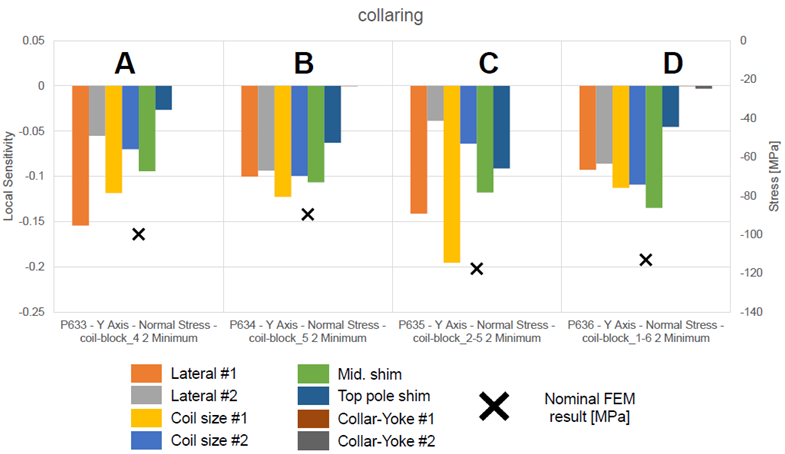 collaring
0.05
0
-0.05
-0.1
-0.15
-0.2
-0.25
Local Sensitivity
A
B
C
D
0
-20
-40
-60
-80
-100
-120
-140
Stress [MPa]
P633 - Y Axis - Normal Stress -
coil-block_4 2 Minimum
P634 - Y Axis - Normal Stress -
coil-block_5 2 Minimum
P635 - Y Axis - Normal Stress -
coil-block_2-5 2 Minimum
P636 - Y Axis - Normal Stress -
coil-block_1-6 2 Minimum
Lateral #1
Lateral #2
Coil size #1
Coil size #2
Mid. shim
Top pole shim
Collar-Yoke #1
Collar-Yoke #2
Nominal FEM
result [MPa]